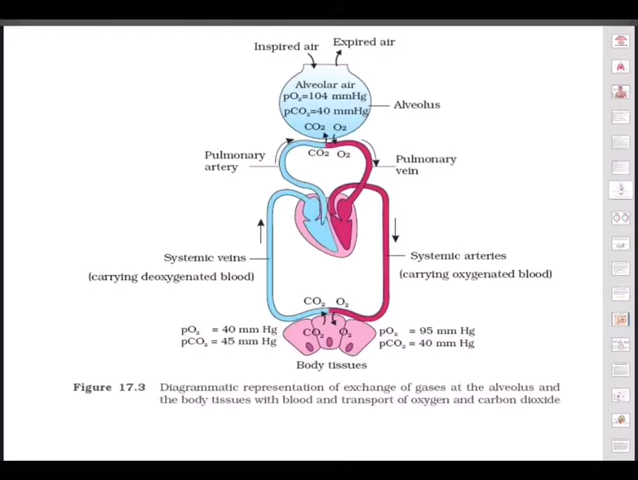 Inspired air
Expired air
Alveolar air
pO₂=104 mmHg
pCO₂=40 mmHg
Alveolus
CO2 O2
CO2 O2
Pulmonary
artery
Pulmonary
vein
Systemic veins
(carrying deoxygenated blood)
Systemic arteries
(carrying oxygenated blood)
CO₂ O₂
pO₂ = 40 mm Hg
pCO₂ = 45 mm Hg
CO₂ O₂
pO₂ = 95 mm Hg
pCO₂ = 40 mm Hg
Body tissues
Figure 17.3 Diagrammatic representation of exchange of gases at the alveolus and
the body tissues with blood and transport of oxygen and carbon dioxide